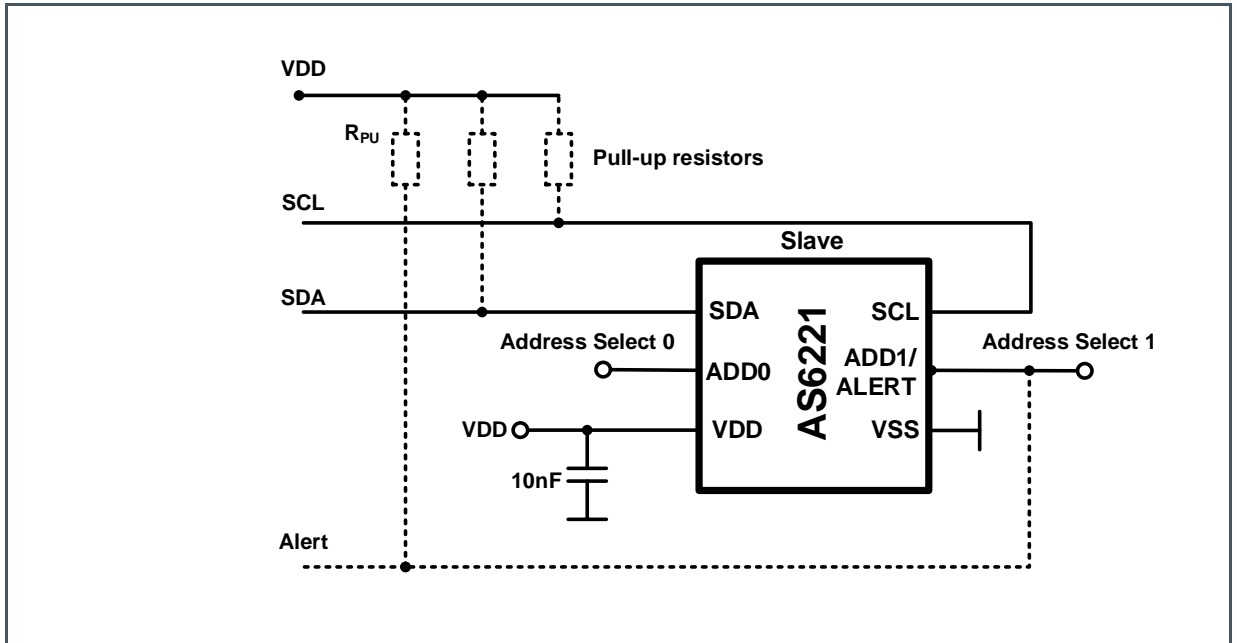 VDD
RPU
Pull-up resistors
SCL
Slave
SDA
SDA
SCL
Address Select 0
Address Select 1
ADD0
ADD1/
ALERT
AS6221
VDD
VDD
VSS
10nF
Alert